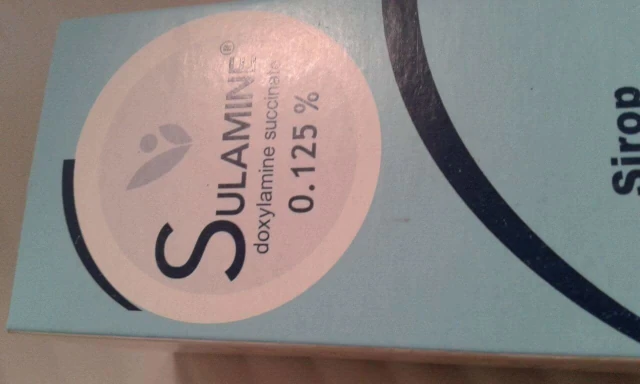 SULAMINE®
doxylamine succinate
0.125 %
Sirop